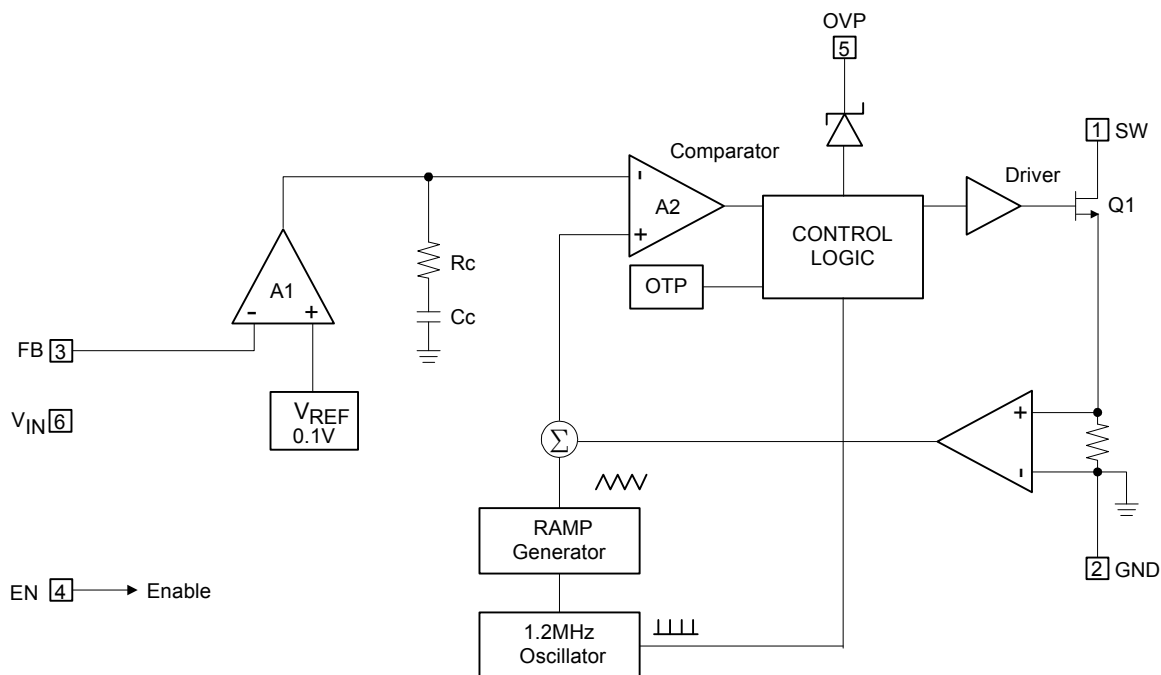 OVP
5
1 SW
Comparator
Driver
-
A2
+
Q1
CONTROL
LOGIC
Rc
OTP
A1
- +
Cc
FB 3
VREF
0.1V
VIN 6
Σ
+
-
RAMP
Generator
2 GND
EN 4 Enable
1.2MHz
Oscillator